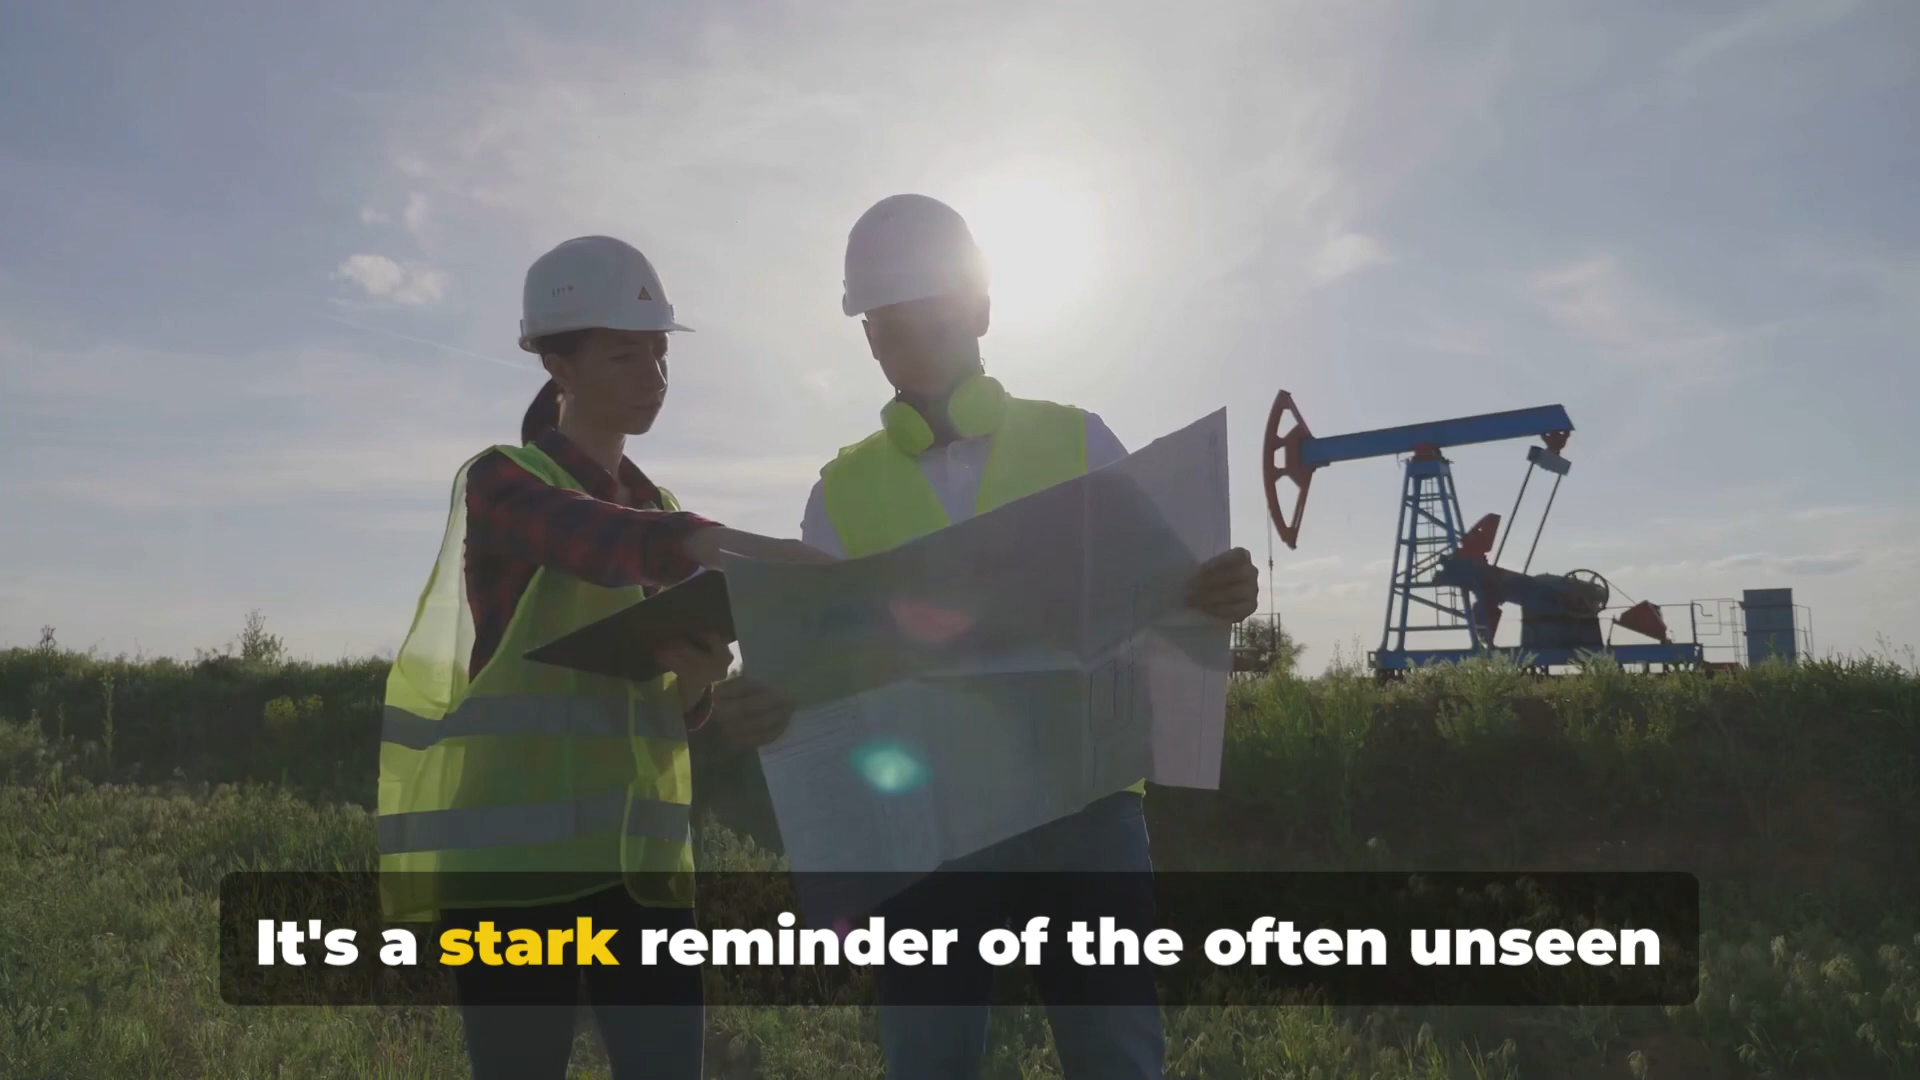 It's a stark reminder of the often unseen